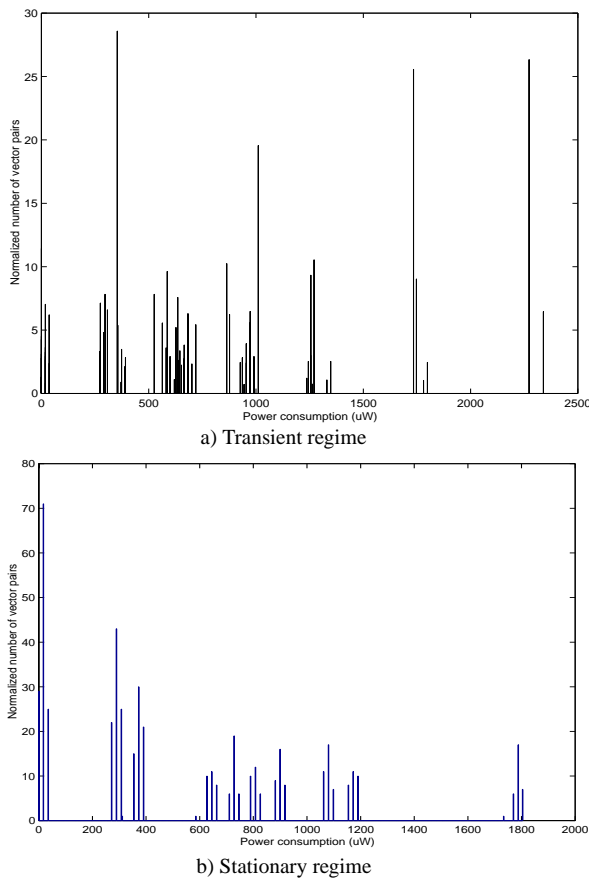 30
25
20
15
10
5
0
Normalized number of vector pairs
0 500 1000 1500 2000 2500
Power consumption (uW)
a) Transient regime
80
70
60
50
40
30
20
10
0
Normalized number of vector pairs
0 200 400 600 800 1000 1200 1400 1600 1800 2000
Power consumption (uW)
b) Stationary regime